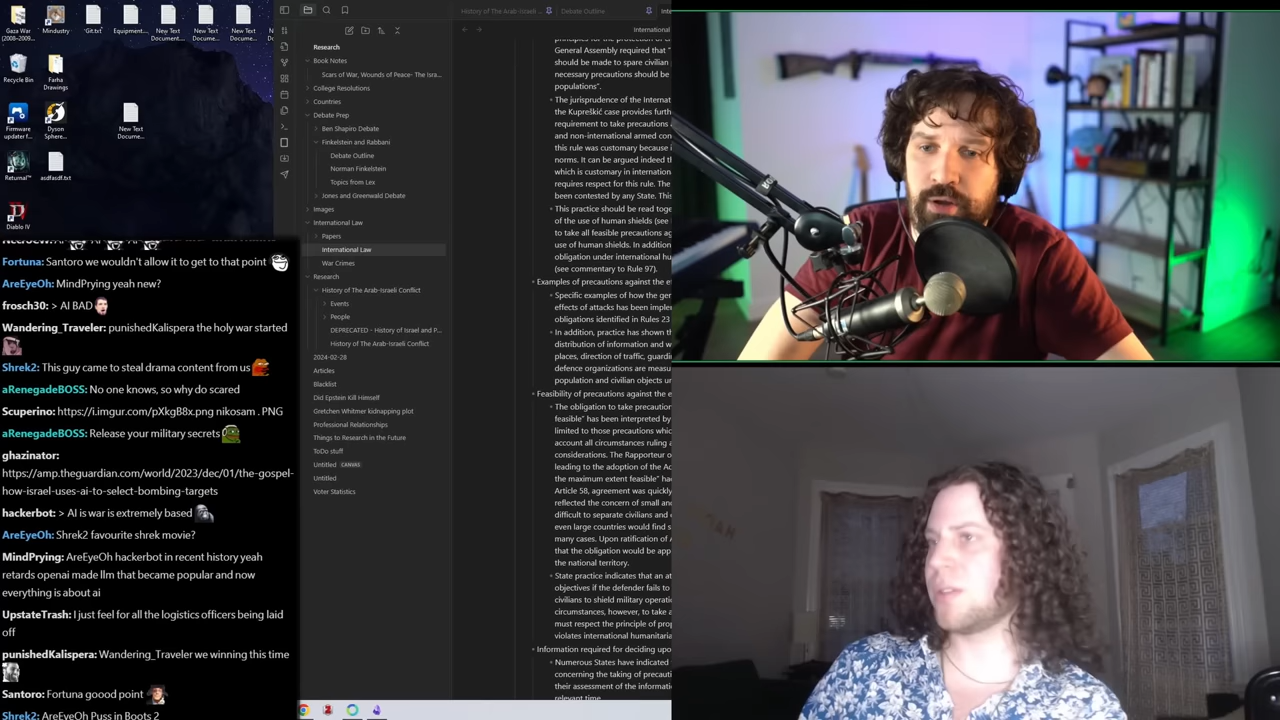 Gaza War
(2008–2009...
Mindustry
'Git.txt'
Equipment...
New Text
Document...
New Text
Docume...
New Text
Docume...
New Text
Docume...
Recycle Bin
Farha
Drawings
Firmware
updater f...
Dyson
Sphere...
New Text
Docume...
Returnal™
asdfasdf.txt
Diablo IV
Fortuna: Santoro we wouldn't allow it to get to that point
AreEyeOh: MindPrying yeah new?
frosch30: > AI BAD
Wandering_Traveler: punishedKalispera the holy war started
Shrek2: This guy came to steal drama content from us
aRenegadeBOSS: No one knows, so why do scared
Scuperino: https://i.imgur.com/pXkgB8x.png nikosam . PNG
aRenegadeBOSS: Release your military secrets
ghazinator:
https://amp.theguardian.com/world/2023/dec/01/the-gospel-
how-israel-uses-ai-to-select-bombing-targets
hackerbot: > AI is war is extremely based
AreEyeOh: Shrek2 favourite shrek movie?
MindPrying: AreEyeOh hackerbot in recent history yeah
retards openai made llm that became popular and now
everything is about ai
UpstateTrash: I just feel for all the logistics officers being laid
off
punishedKalispera: Wandering_Traveler we winning this time
Santoro: Fortuna goood point
Shrek2: AreEyeOh Puss in Boots 2
Research
Book Notes
Scars of War, Wounds of Peace- The Isra...
College Resolutions
Countries
Debate Prep
Ben Shapiro Debate
Finkelstein and Rabbani
Debate Outline
Norman Finkelstein
Topics from Lex
Jones and Greenwald Debate
Images
International Law
Papers
International Law
War Crimes
Research
History of The Arab-Israeli Conflict
Events
People
DEPRECATED - History of Israel and P...
History of The Arab-Israeli Conflict
2024-02-28
Articles
Blacklist
Did Epstein Kill Himself
Gretchen Whitmer kidnapping plot
Professional Relationships
Things to Research in the Future
ToDo stuff
Untitled CANVAS
Untitled
Voter Statistics
History of The Arab-Israeli ...
Debate Outline
Inte
International
General Assembly required that "
should be made to spare civilian
necessary precautions should be
populations".
The jurisprudence of the Internat
the Kupreškić case provides furth
requirement to take precautions a
and non-international armed con
this rule was customary because i
norms. It can be argued indeed th
which is customary in internation
requires respect for this rule. The
been contested by any State. This
This practice should be read toge
of the use of human shields (see
to take all feasible precautions ag
use of human shields. In addition
obligation under international hu
(see commentary to Rule 97).
Examples of precautions against the ef
Specific examples of how the gen
effects of attacks has been implem
obligations identified in Rules 23
In addition, practice has shown th
distribution of information and w
places, direction of traffic, guardin
defence organizations are measu
population and civilian objects un
Feasibility of precautions against the e
The obligation to take precaution
feasible" has been interpreted by
limited to those precautions whic
account all circumstances ruling a
considerations. The Rapporteur o
leading to the adoption of the Ad
the maximum extent feasible" had
Article 58, agreement was quickly
reflected the concern of small and
difficult to separate civilians and c
even large countries would find s
many cases. Upon ratification of A
that the obligation would be app
the national territory.
State practice indicates that an at
objectives if the defender fails to
civilians to shield military operati
circumstances, however, to take a
must respect the principle of prop
violates international humanitaria
Information required for deciding upo
Numerous States have indicated
concerning the taking of precauti
their assessment of the informati
relevant time.